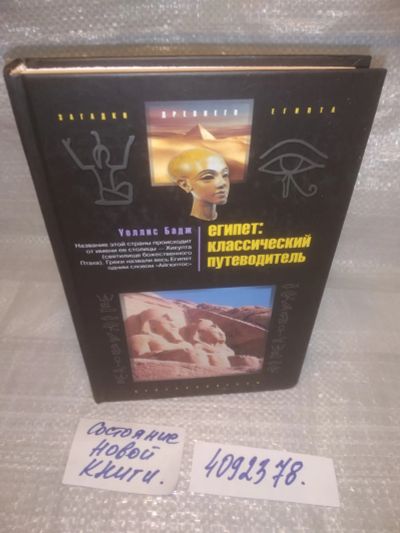 ЗАГАДКИ ДРЕВНЕГО ЕГИПТА
Уоллис Бадж
Название этой страны происходит
от имени ее столицы — Хикупта
(святилище божественного
Птаха). Греки назвали весь Египет
одним словом «Айгюптос»
египет:
классический
путеводитель
Состояние
новой
книги.
4092378.